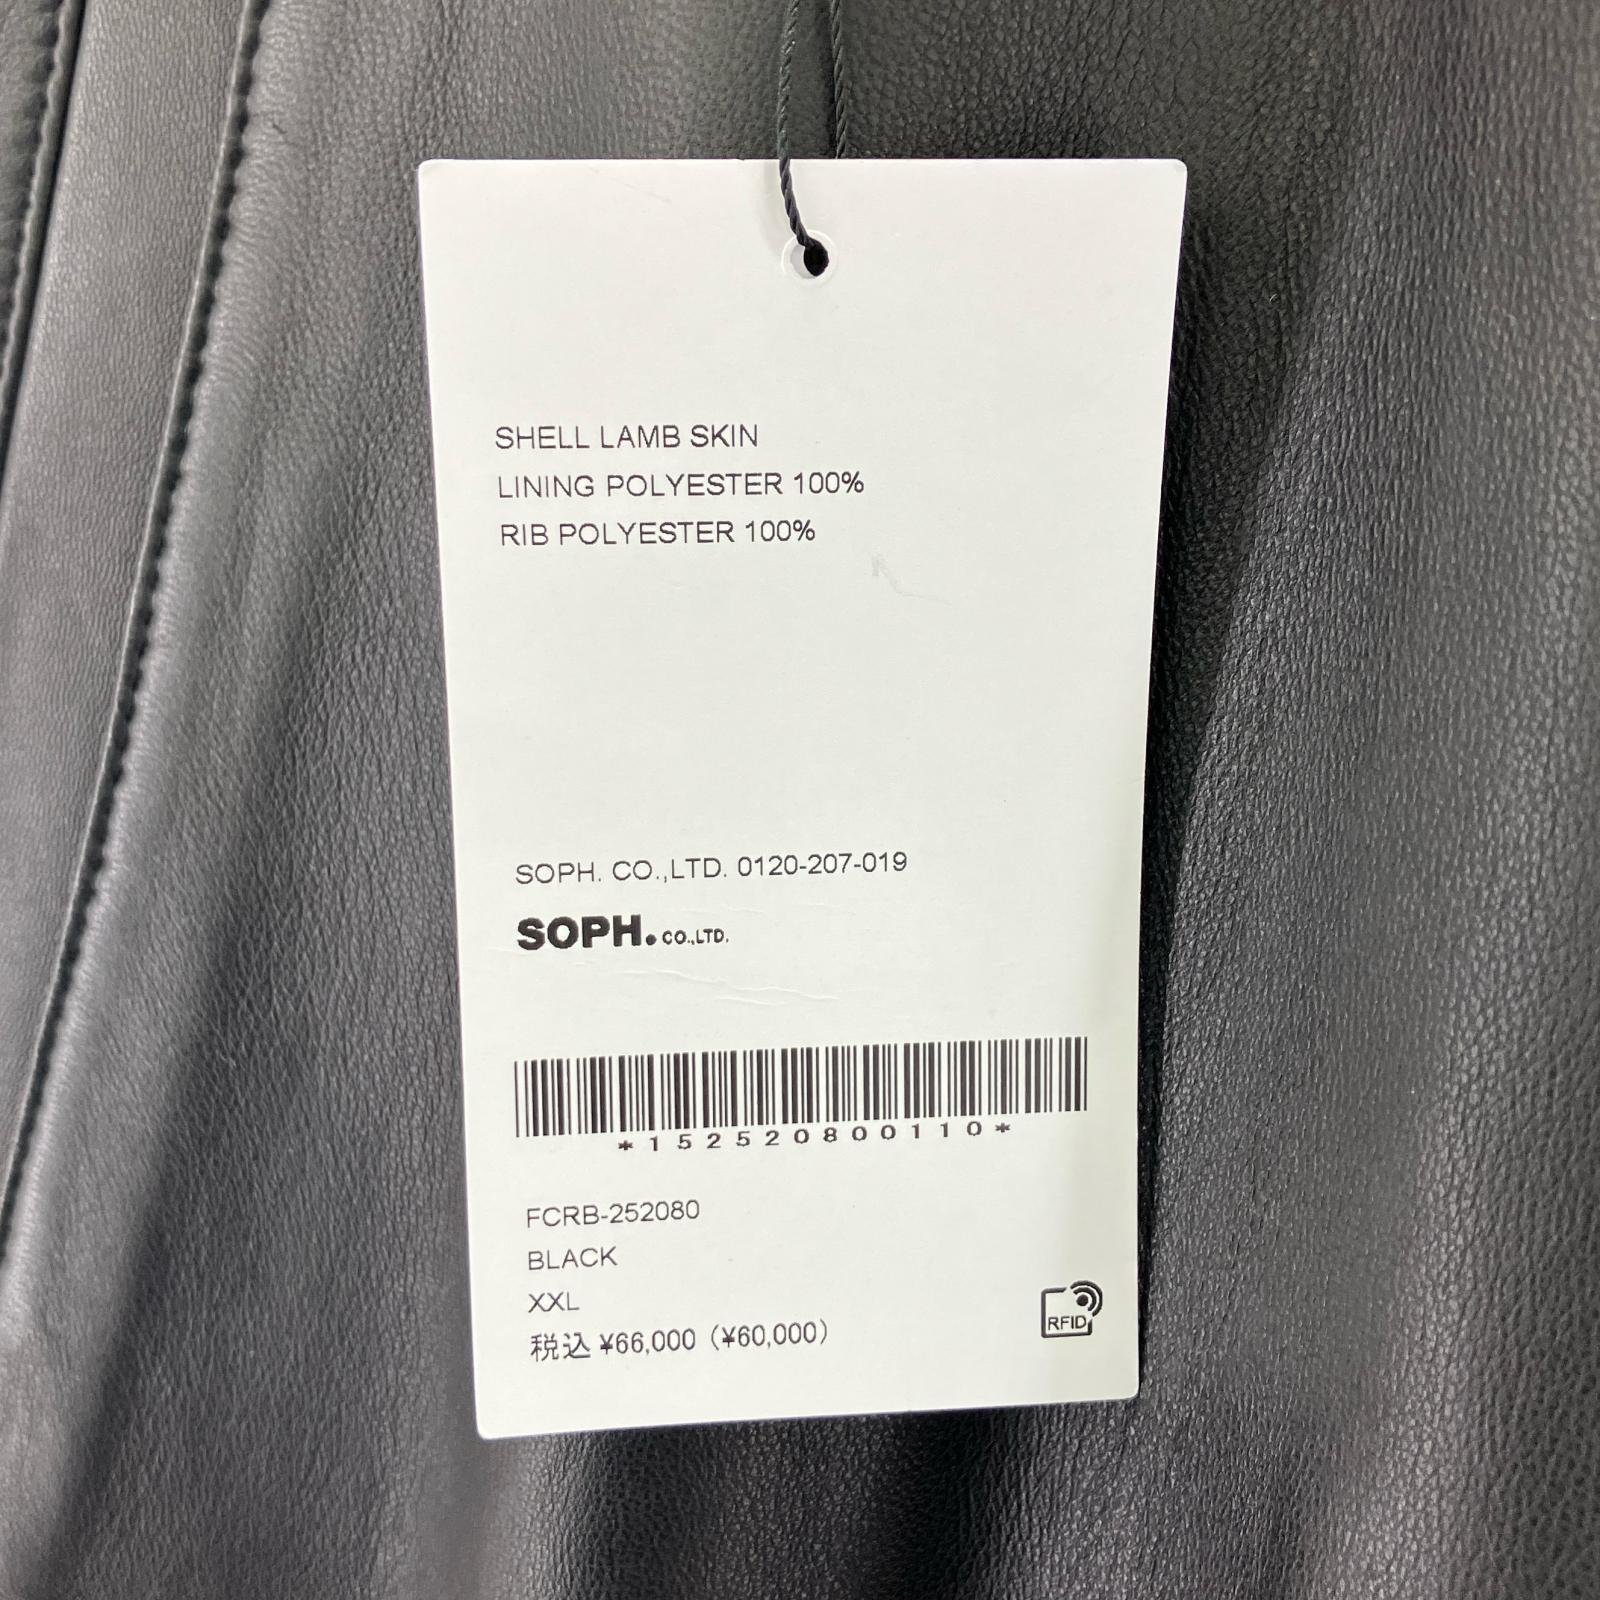 SHELL LAMB SKIN
LINING POLYESTER 100%
RIB POLYESTER 100%
SOPH. CO.,LTD. 0120-207-019
SOPH. CO.,LTD.
*152520800110*
FCRB-252080
BLACK
XXL
税込 ¥66,000 (¥60,000)
RFID